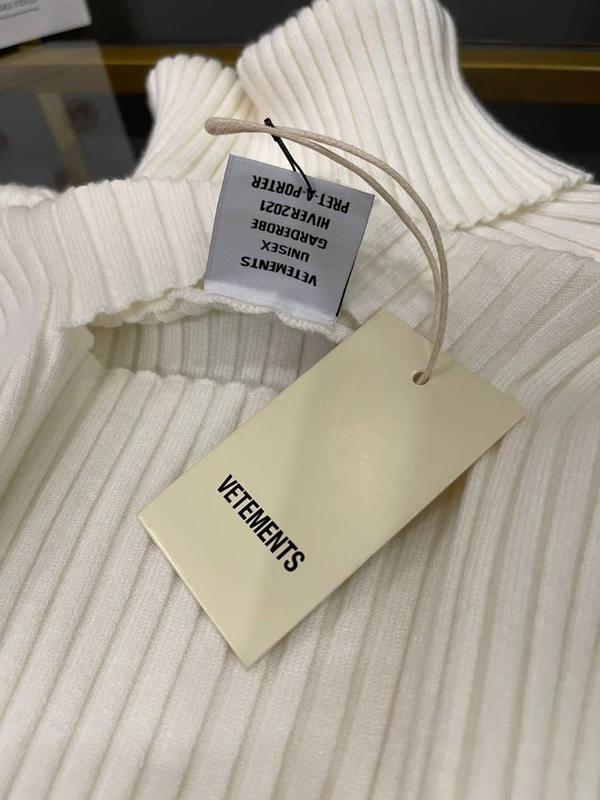 VETEMENTS
UNISEX
GARDEROBE
HIVER2021
PRET-A-PORTER
VETEMENTS